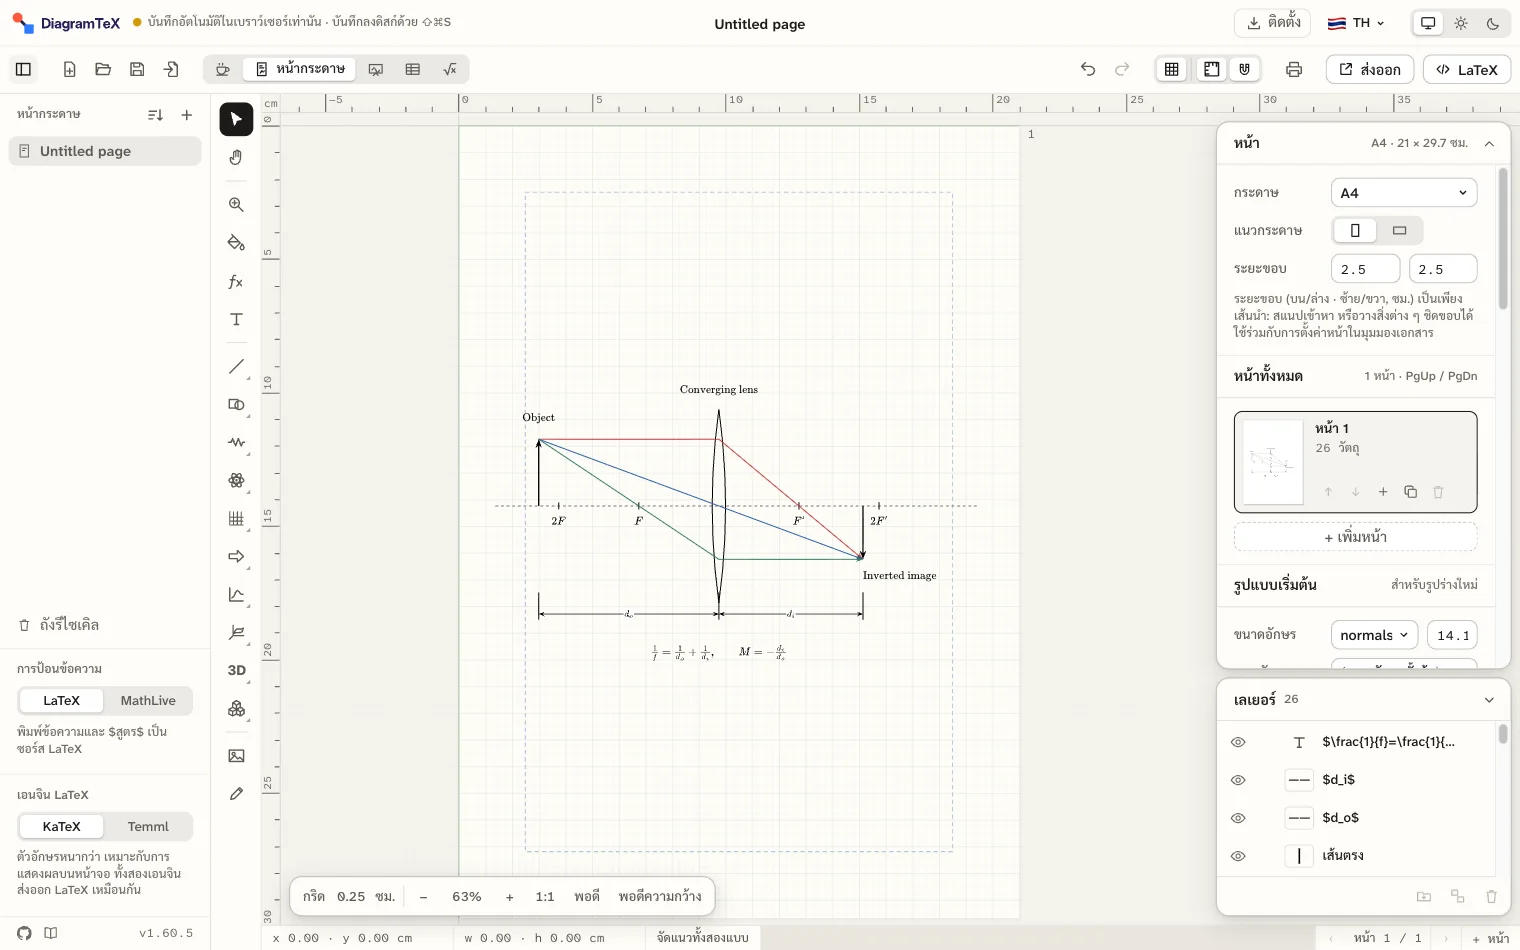 DiagramTeX
บันทึกอัตโนมัติในเบราว์เซอร์เท่านั้น · บันทึกลงดิสก์ด้วย ⇧⌘S
Untitled page
ติดตั้ง
TH
หน้ากระดาษ
ส่งออก
LaTeX
หน้ากระดาษ
Untitled page
ถังรีไซเคิล
การป้อนข้อความ
LaTeX MathLive
พิมพ์ข้อความและ $สูตร$ เป็น
ซอร์ส LaTeX
เอนจิน LaTeX
KaTeX Temml
ตัวอักษรหนากว่า เหมาะกับการ
แสดงผลบนหน้าจอ ทั้งสองเอนจิน
ส่งออก LaTeX เหมือนกัน
v1.60.5
3D
cm
-5 0 5 10 15 20 25 30 35
0
5
10
15
20
25
30
1
Converging lens
Object
2F F F' 2F'
Inverted image
d_o d_i
1/f = 1/d_o + 1/d_i, M = -d_i/d_o
กริด 0.25 ซม. − 63% + 1:1 พอดี พอดีความกว้าง
x 0.00 · y 0.00 cm w 0.00 · h 0.00 cm จัดแนวทั้งสองแบบ
หน้า A4 · 21 × 29.7 ซม.
กระดาษ A4
แนวกระดาษ
ระยะขอบ 2.5 2.5
ระยะขอบ (บน/ล่าง · ซ้าย/ขวา, ซม.) เป็นเพียง
เส้นนำ: สแนปเข้าหา หรือวางสิ่งต่าง ๆ ชิดขอบได้
ใช้ร่วมกับการตั้งค่าหน้าในมุมมองเอกสาร
หน้าทั้งหมด 1 หน้า · PgUp / PgDn
หน้า 1
26 วัตถุ
+ เพิ่มหน้า
รูปแบบเริ่มต้น สำหรับรูปร่างใหม่
ขนาดอักษร normals 14.1
เลเยอร์ 26
$\frac{1}{f}=\frac{1}{...
$d_i$
$d_o$
เส้นตรง
หน้า 1 / 1 + หน้า